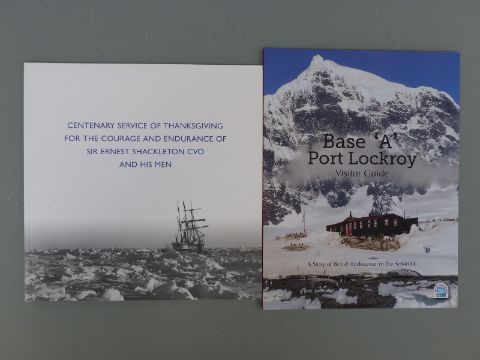 CENTENARY SERVICE OF THANKSGIVING
FOR THE COURAGE AND ENDURANCE OF
SIR ERNEST SHACKLETON CVO
AND HIS MEN
Base ‘A’
Port Lockroy
Visitor Guide
A Story of British Endeavour in the Antarctic